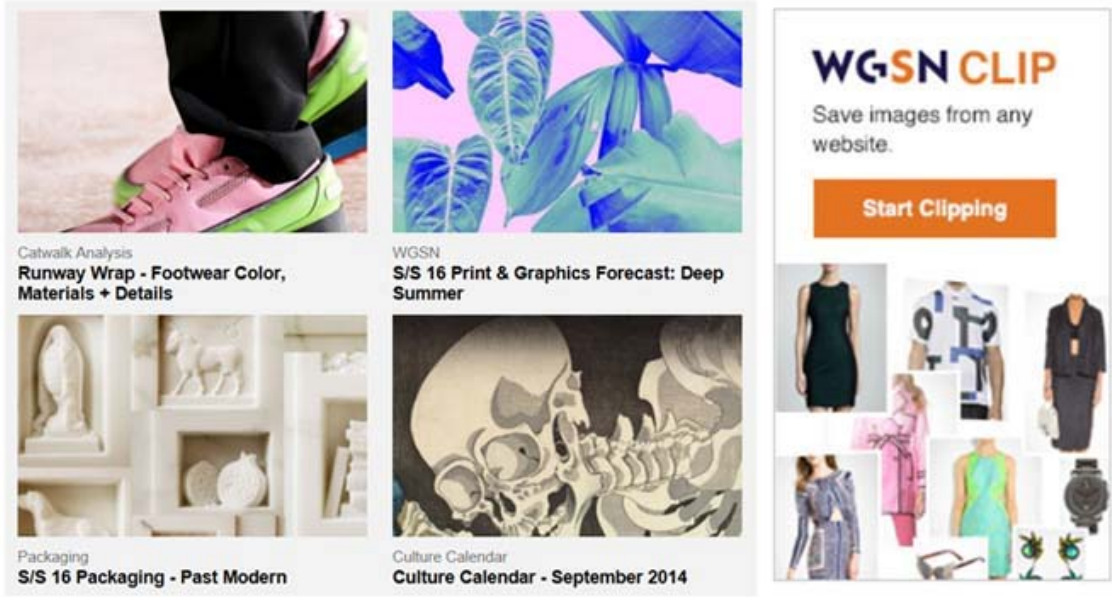 Catwalk Analysis
Runway Wrap - Footwear Color,
Materials + Details
WGSN
S/S 16 Print & Graphics Forecast: Deep
Summer
Packaging
S/S 16 Packaging - Past Modern
Culture Calendar
Culture Calendar - September 2014
WGSN CLIP
Save images from any
website.
Start Clipping